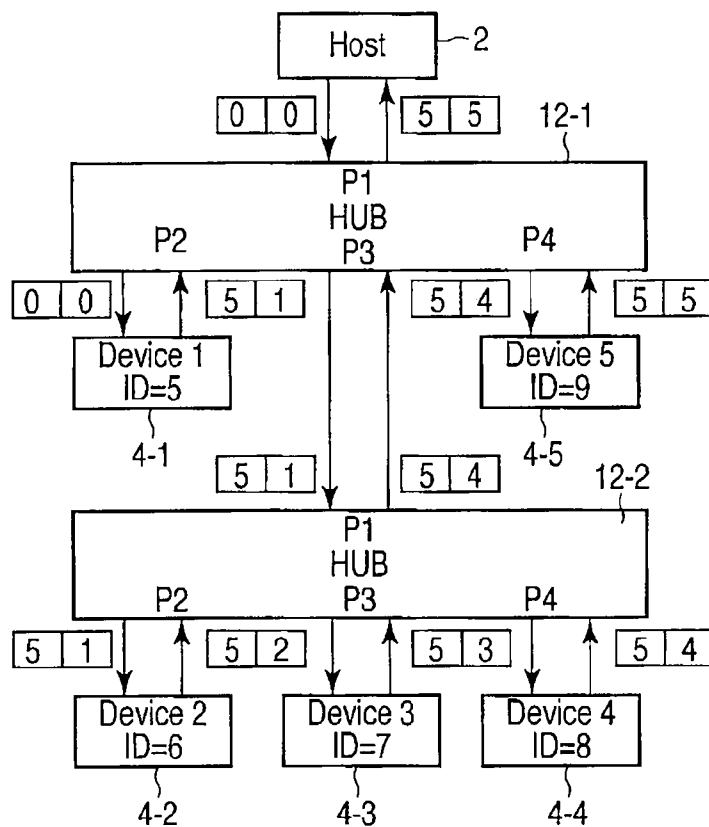 Host
2
0 0
5 5
12-1
P1
HUB
P2
P3
P4
0 0
5 1
5 4
5 5
Device 1
ID=5
4-1
Device 5
ID=9
4-5
5 1
5 4
12-2
P1
HUB
P2
P3
P4
5 1
5 2
5 3
5 4
Device 2
ID=6
4-2
Device 3
ID=7
4-3
Device 4
ID=8
4-4